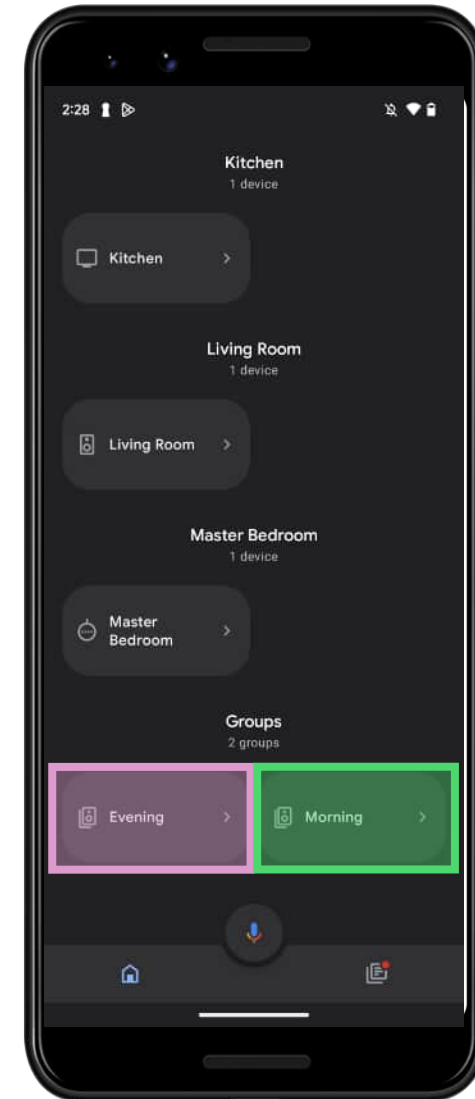 2:28
Kitchen
1 device
Kitchen
Living Room
1 device
Living Room
Master Bedroom
1 device
Master
Bedroom
Groups
2 groups
Evening
Morning